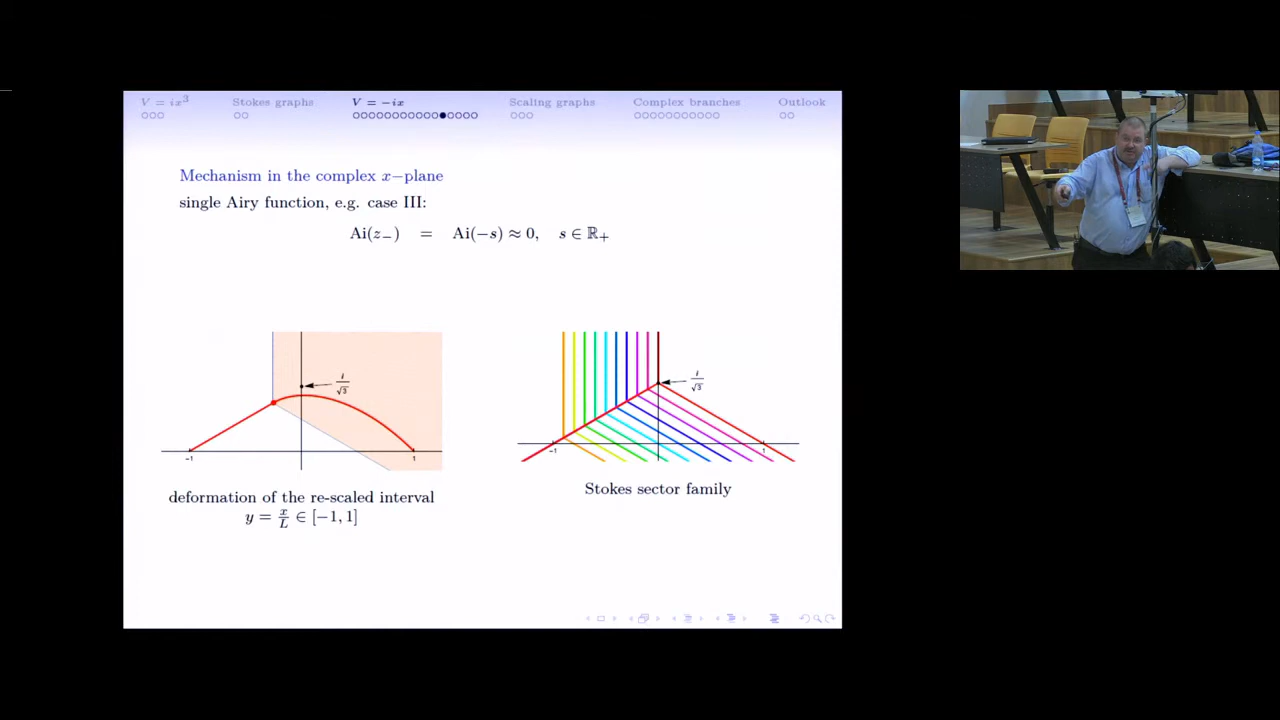 V = ix³ Stokes graphs V = −ix Scaling graphs Complex branches Outlook
Mechanism in the complex x−plane
single Airy function, e.g. case III:
Ai(z₋) = Ai(−s) ≈ 0, s ∈ ℝ₊
i/√3
−1 1
i/√3
−1 1
deformation of the re-scaled interval
y = x/L ∈ [−1, 1]
Stokes sector family